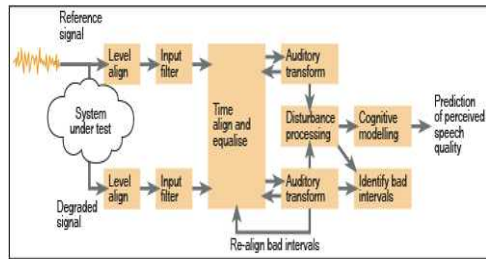 Reference
signal
Level
align
Input
filter
Auditory
transform
System
under test
Time
align and
equalise
Disturbance
processing
Cognitive
modelling
Prediction
of perceived
speech
quality
Level
align
Input
filter
Auditory
transform
Identify bad
intervals
Degraded
signal
Re-align bad intervals